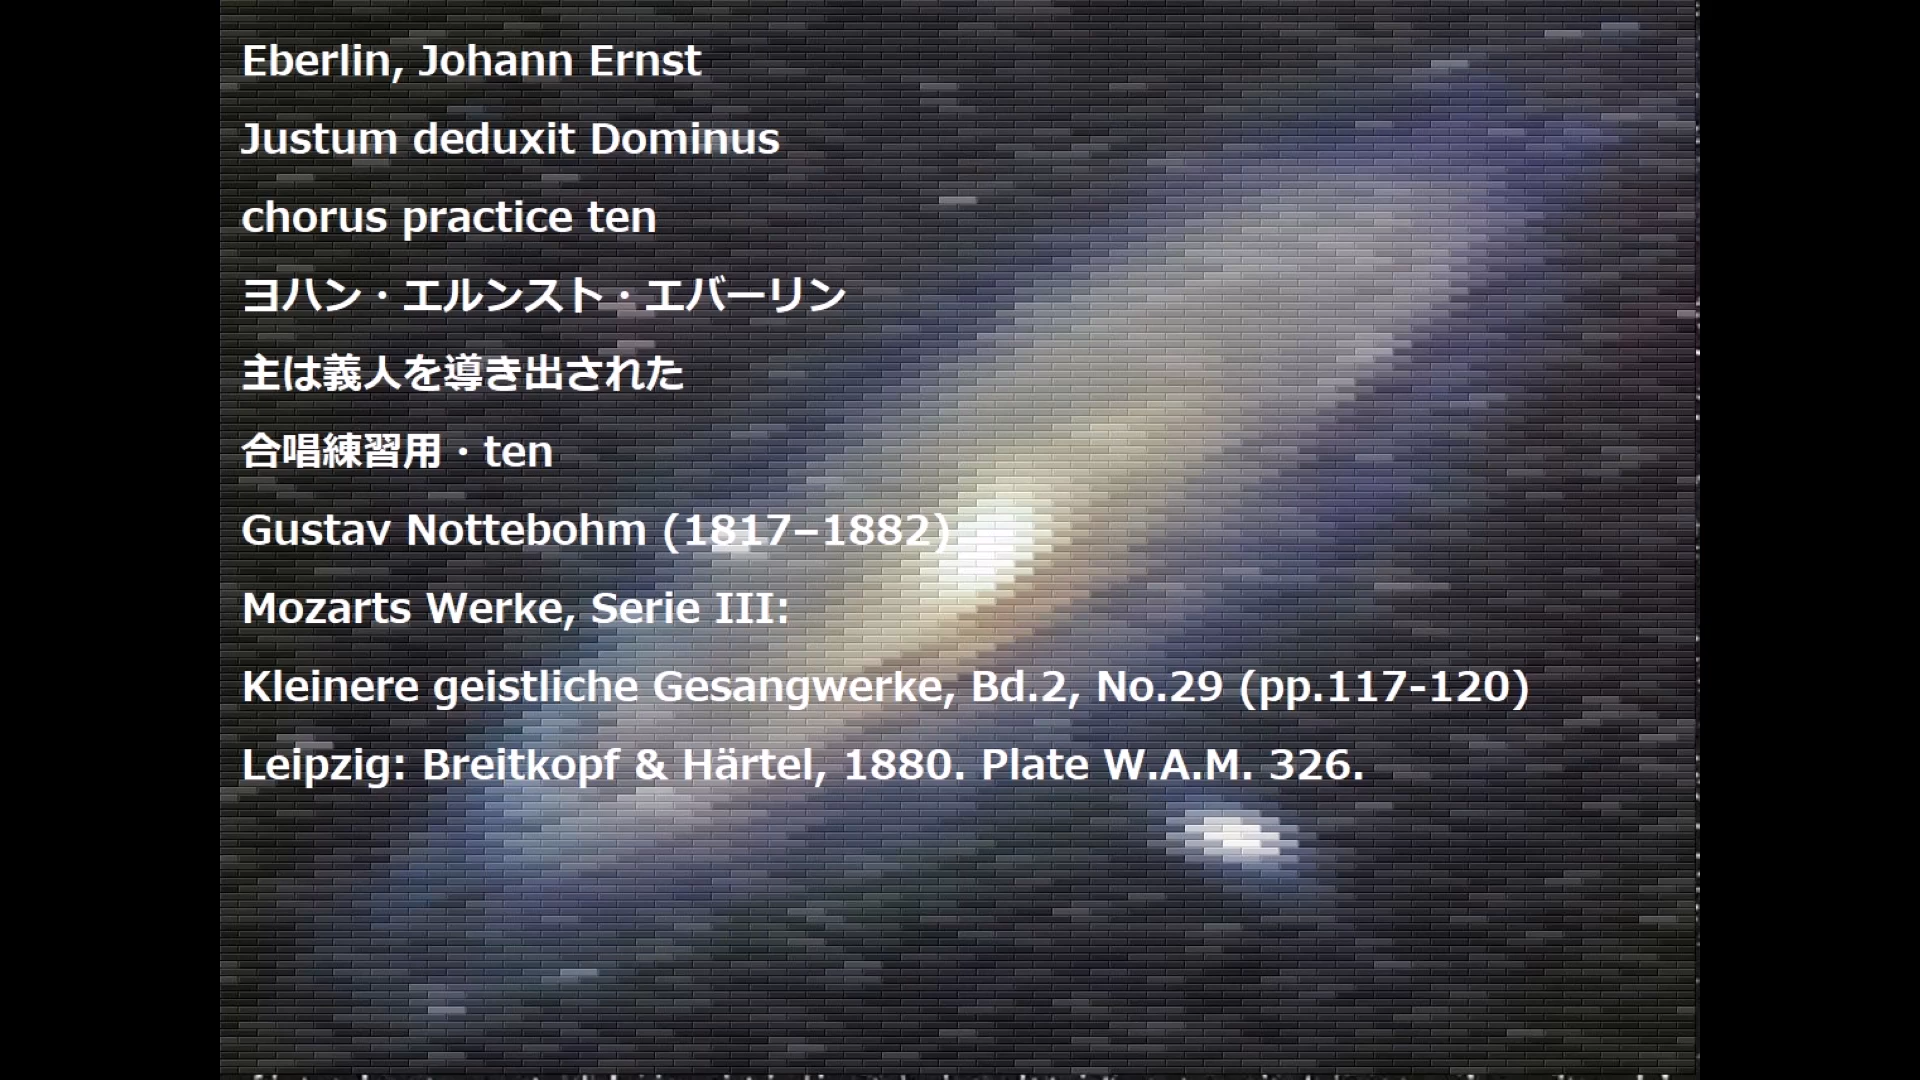 Eberlin, Johann Ernst
Justum deduxit Dominus
chorus practice ten
ヨハン・エルンスト・エバーリン
主は義人を導き出された
合唱練習用・ten
Gustav Nottebohm (1817–1882)
Mozarts Werke, Serie III:
Kleinere geistliche Gesangwerke, Bd.2, No.29 (pp.117-120)
Leipzig: Breitkopf & Härtel, 1880. Plate W.A.M. 326.